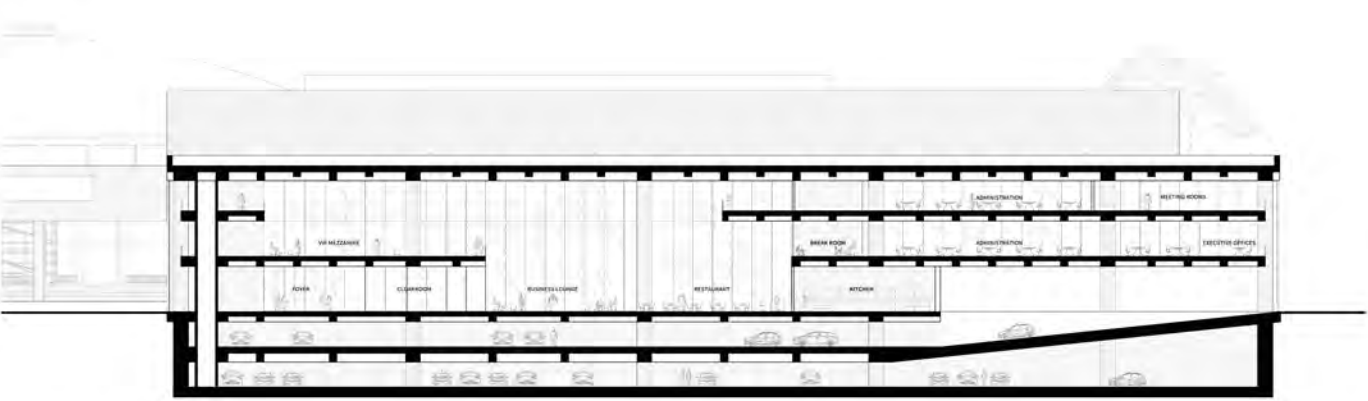 ADMINISTRATION
MEETING ROOMS
VIP MEZZANINE
BREAK ROOM
ADMINISTRATION
EXECUTIVE OFFICES
FOYER
CLOAKROOM
BUSINESS LOUNGE
RESTAURANT
KITCHEN